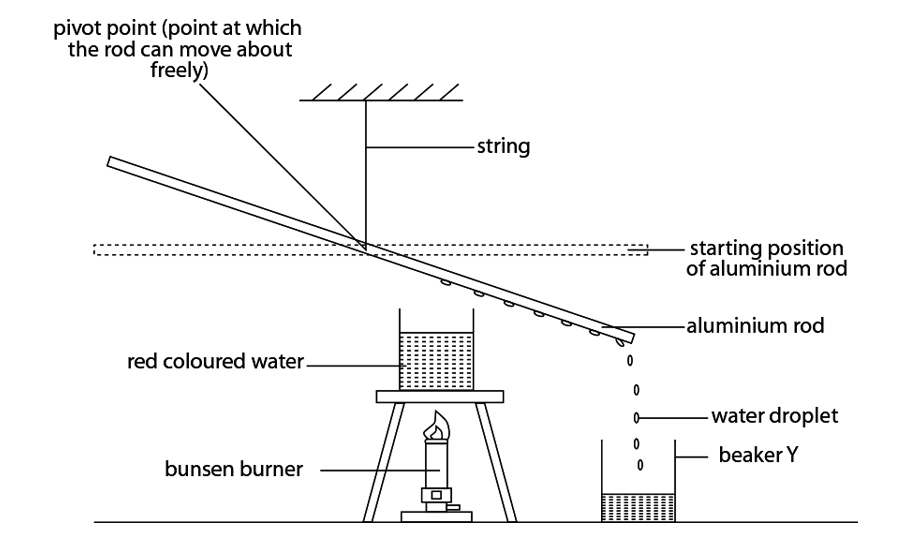 pivot point (point at which
the rod can move about
freely)
string
starting position
of aluminium rod
aluminium rod
red coloured water
water droplet
beaker Y
bunsen burner